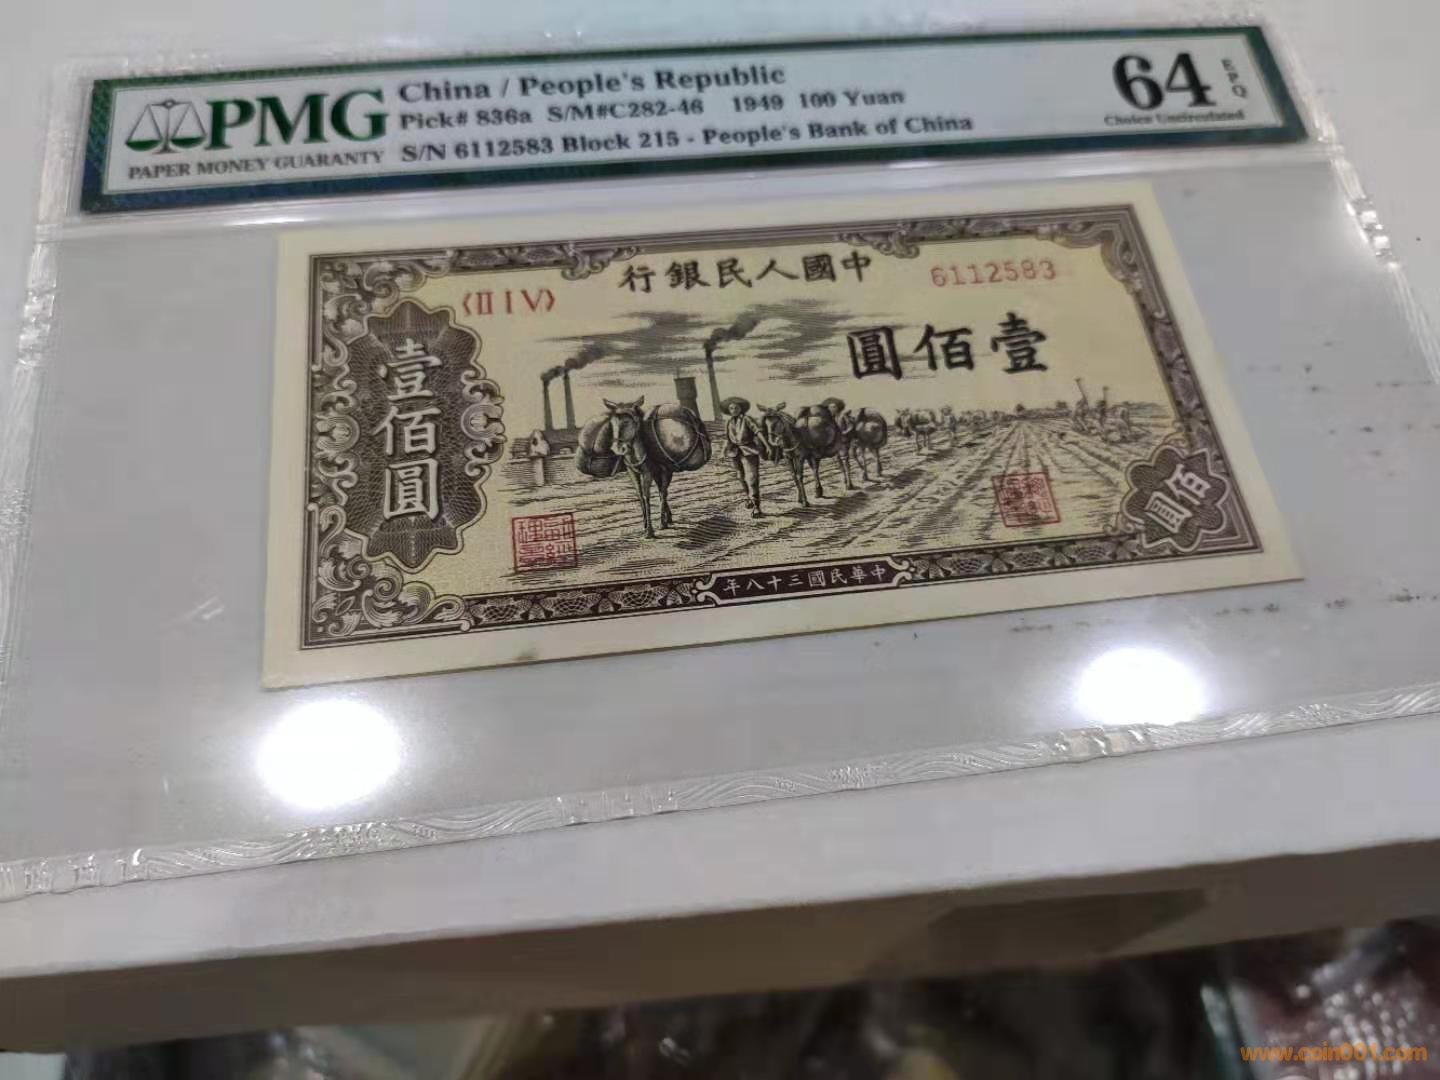 PMG
PAPER MONEY GUARANTY
China / People's Republic
Pick# 836a S/M#C282-46 1949 100 Yuan
S/N 6112583 Block 215 - People's Bank of China
64
EPQ
Choice Uncirculated
行銀民人國中
〈II I V〉
6112583
圓佰壹
壹佰圓
佰圓
年八十三國民華中
www.coin001.com